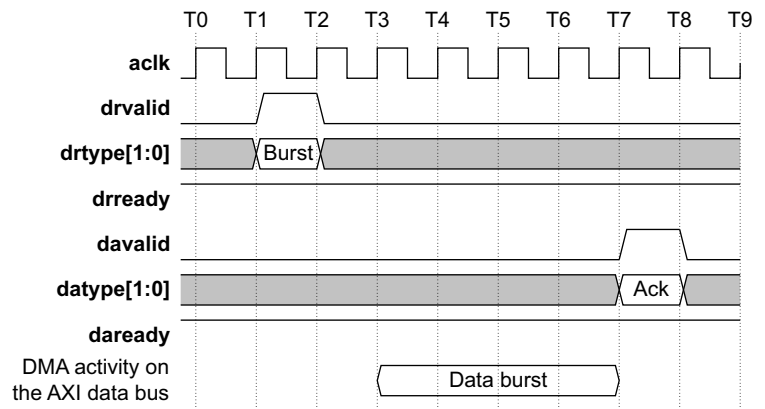 T0 T1 T2 T3 T4 T5 T6 T7 T8 T9
aclk
drvalid
drtype[1:0] Burst
drready
davalid
datype[1:0] Ack
daready
DMA activity on
the AXI data bus Data burst